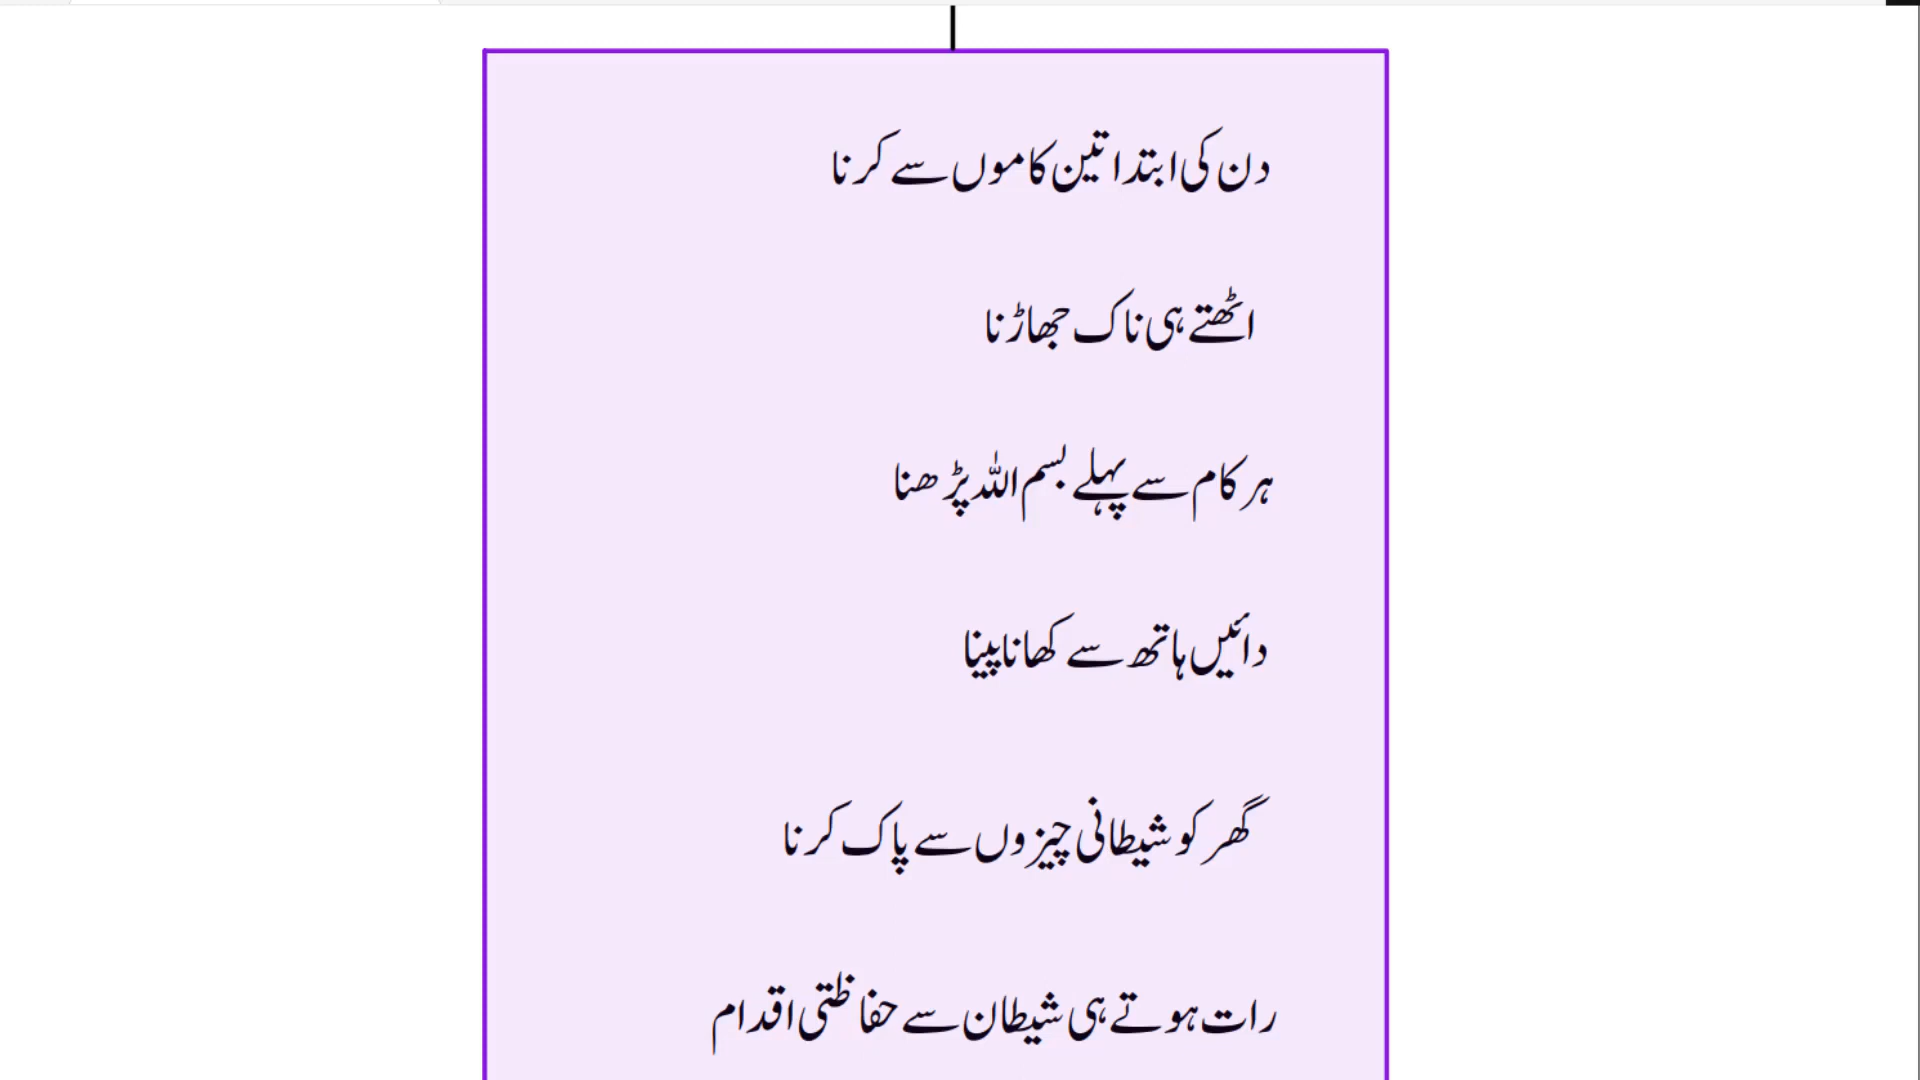 دن کی ابتدا تین کاموں سے کرنا
اٹھتے ہی ناک جھاڑنا
ہر کام سے پہلے بسم اللہ پڑھنا
دائیں ہاتھ سے کھانا پینا
گھر کو شیطانی چیزوں سے پاک کرنا
رات ہوتے ہی شیطان سے حفاظتی اقدام